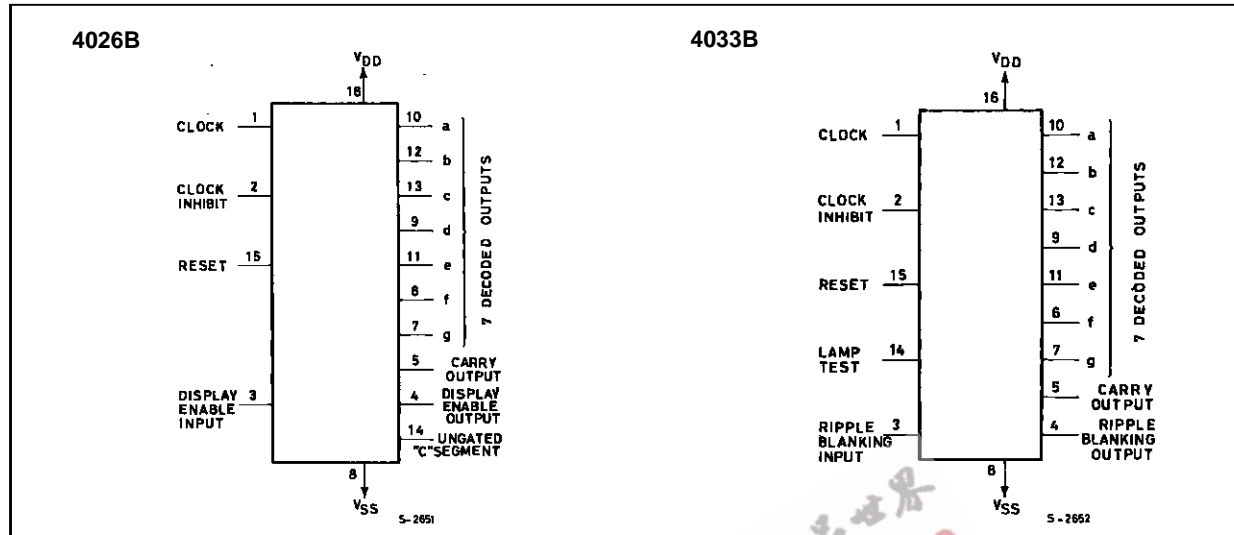 4026B
VDD
16
CLOCK 1
10 a
12 b
CLOCK INHIBIT 2
13 c
9 d
RESET 15
11 e
6 f
7 g
7 DECODED OUTPUTS
5 CARRY OUTPUT
DISPLAY ENABLE INPUT 3
4 DISPLAY ENABLE OUTPUT
14 UNGATED "C" SEGMENT
8
VSS
S-2651
4033B
VDD
16
CLOCK 1
10 a
12 b
CLOCK INHIBIT 2
13 c
9 d
RESET 15
11 e
6 f
LAMP TEST 14
7 g
7 DECODED OUTPUTS
5 CARRY OUTPUT
RIPPLE BLANKING INPUT 3
4 RIPPLE BLANKING OUTPUT
8
VSS
S-2652